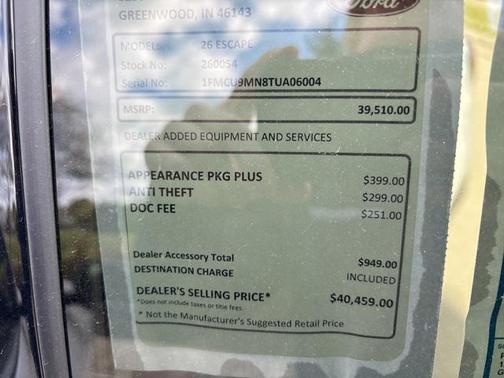 GREENWOOD, IN 46143
Ford
MODEL: 26 ESCAPE
Stock No: 260054
Serial No: 1FMCU9MN8TUA06004
MSRP: 39,510.00
DEALER ADDED EQUIPMENT AND SERVICES
APPEARANCE PKG PLUS $399.00
ANTI THEFT $299.00
DOC FEE $251.00
Dealer Accessory Total $949.00
DESTINATION CHARGE INCLUDED
DEALER'S SELLING PRICE* $40,459.00
*Does not include taxes or title fees.
* Not the Manufacturer's Suggested Retail Price